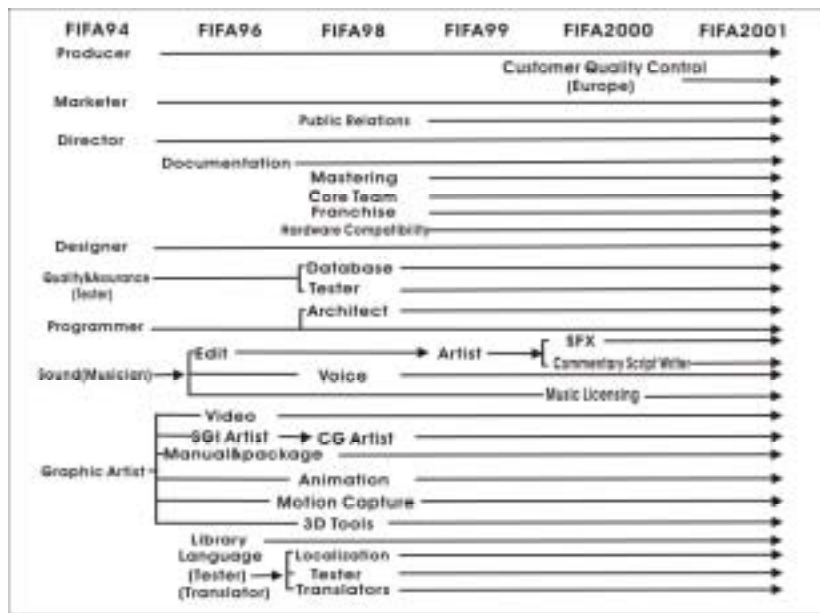 FIFA94 FIFA96 FIFA98 FIFA99 FIFA2000 FIFA2001
Producer
Customer Quality Control
(Europe)
Marketer
Public Relations
Director
Documentation
Mastering
Core Team
Franchise
Hardware Compatibility
Designer
Database
Quality&Assurance
(Tester)
Tester
Architect
Programmer
SFX
Edit Artist
Commentary Script Writer
Sound(Musician) Voice
Music Licensing
Video
SGI Artist CG Artist
Manual&package
Graphic Artist
Animation
Motion Capture
3D Tools
Library
Language Localization
(Tester) Tester
(Translator) Translators